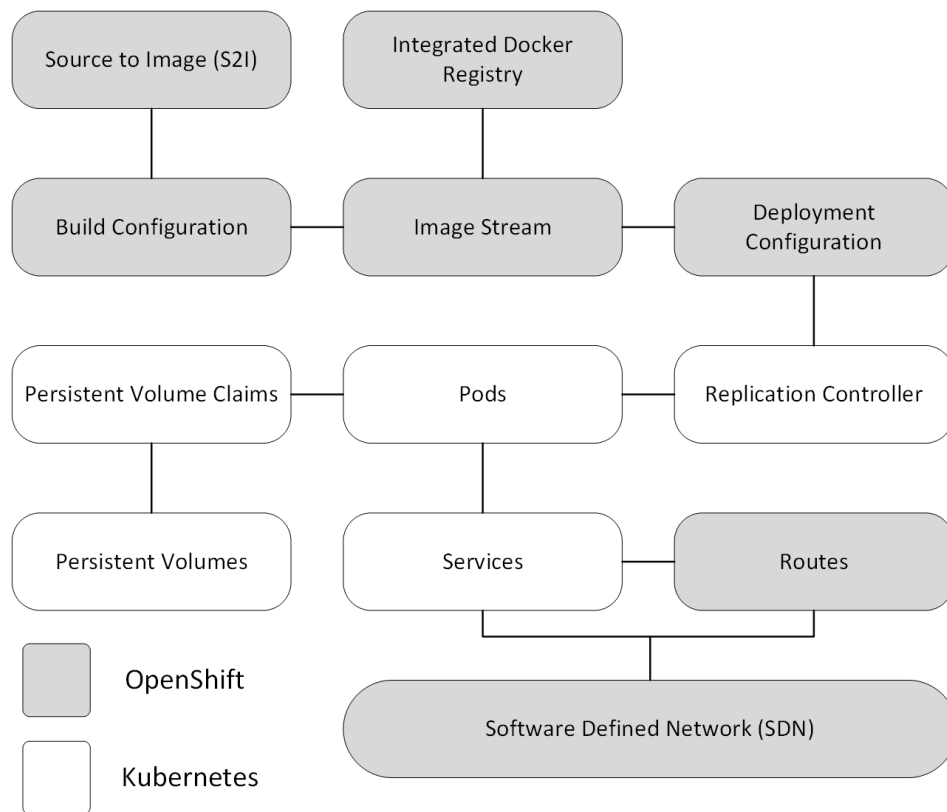 Source to Image (S2I)
Integrated Docker
Registry
Build Configuration
Image Stream
Deployment
Configuration
Persistent Volume Claims
Pods
Replication Controller
Persistent Volumes
Services
Routes
OpenShift
Software Defined Network (SDN)
Kubernetes